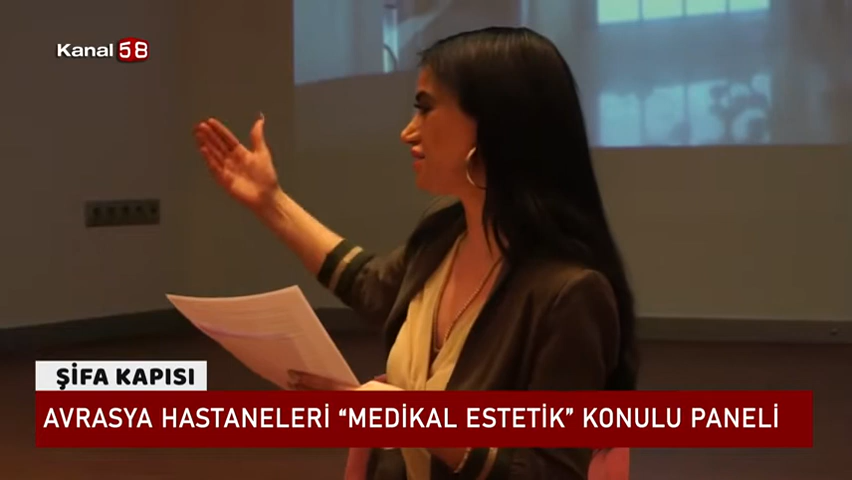 Kanal 58
ŞİFA KAPISI
AVRASYA HASTANELERİ “MEDİKAL ESTETİK” KONULU PANELİ